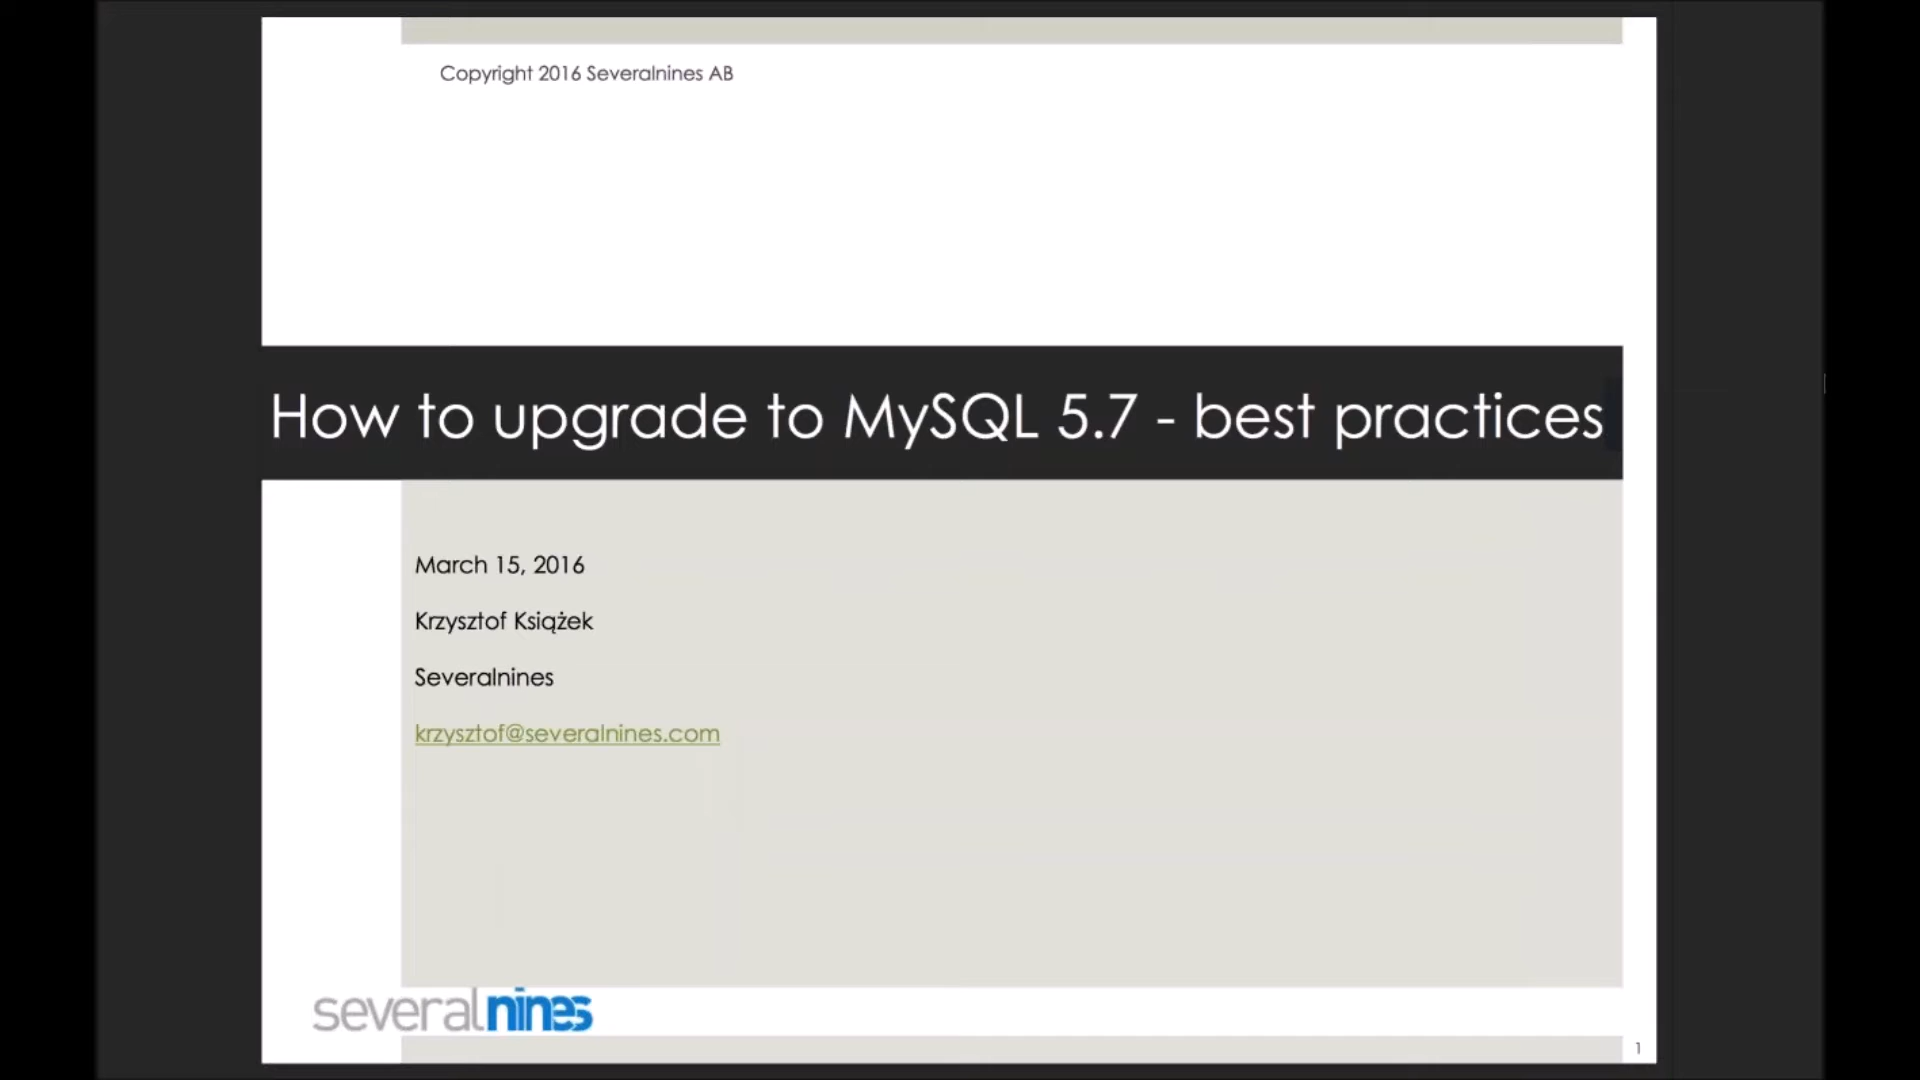 Copyright 2016 Severalnines AB
How to upgrade to MySQL 5.7 - best practices
March 15, 2016
Krzysztof Książek
Severalnines
krzysztof@severalnines.com
severalnines
1